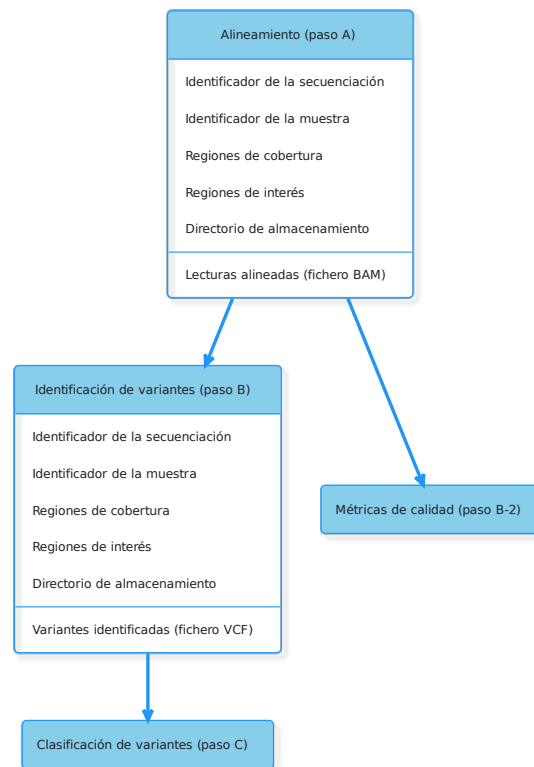 Alineamiento (paso A)
Identificador de la secuenciación
Identificador de la muestra
Regiones de cobertura
Regiones de interés
Directorio de almacenamiento
Lecturas alineadas (fichero BAM)
Identificación de variantes (paso B)
Identificador de la secuenciación
Identificador de la muestra
Regiones de cobertura
Regiones de interés
Directorio de almacenamiento
Variantes identificadas (fichero VCF)
Métricas de calidad (paso B-2)
Clasificación de variantes (paso C)